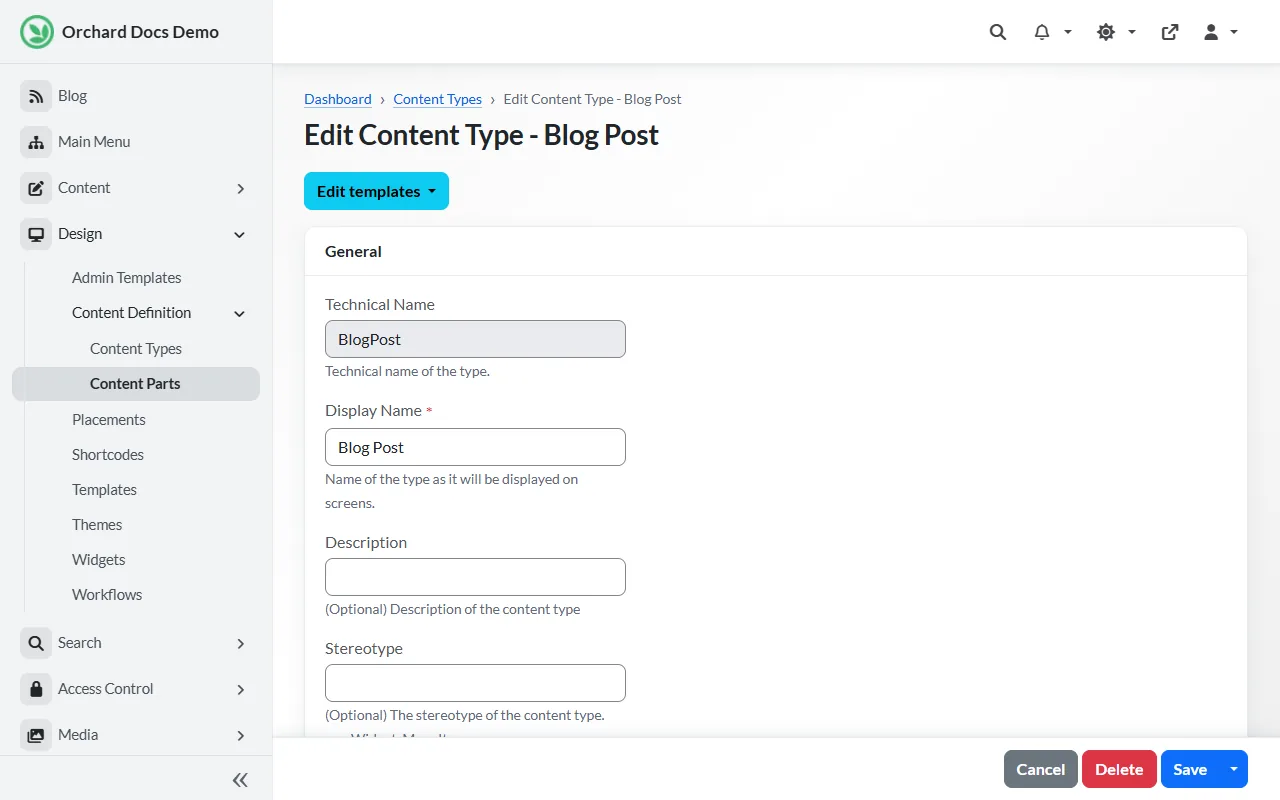 Orchard Docs Demo
Blog
Main Menu
Content
Design
Admin Templates
Content Definition
Content Types
Content Parts
Placements
Shortcodes
Templates
Themes
Widgets
Workflows
Search
Access Control
Media
Dashboard › Content Types › Edit Content Type - Blog Post
Edit Content Type - Blog Post
Edit templates
General
Technical Name
BlogPost
Technical name of the type.
Display Name *
Blog Post
Name of the type as it will be displayed on
screens.
Description
(Optional) Description of the content type
Stereotype
(Optional) The stereotype of the content type.
Cancel
Delete
Save